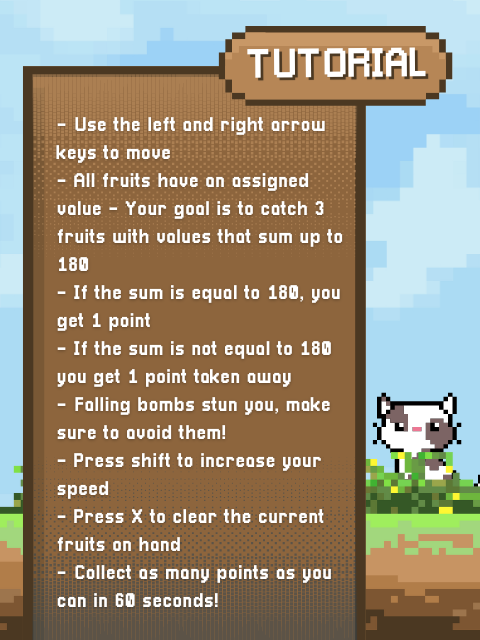 TUTORIAL
- Use the left and right arrow
keys to move
- All fruits have an assigned
value - Your goal is to catch 3
fruits with values that sum up to
180
- If the sum is equal to 180, you
get 1 point
- If the sum is not equal to 180
you get 1 point taken away
- Falling bombs stun you, make
sure to avoid them!
- Press shift to increase your
speed
- Press X to clear the current
fruits on hand
- Collect as many points as you
can in 60 seconds!